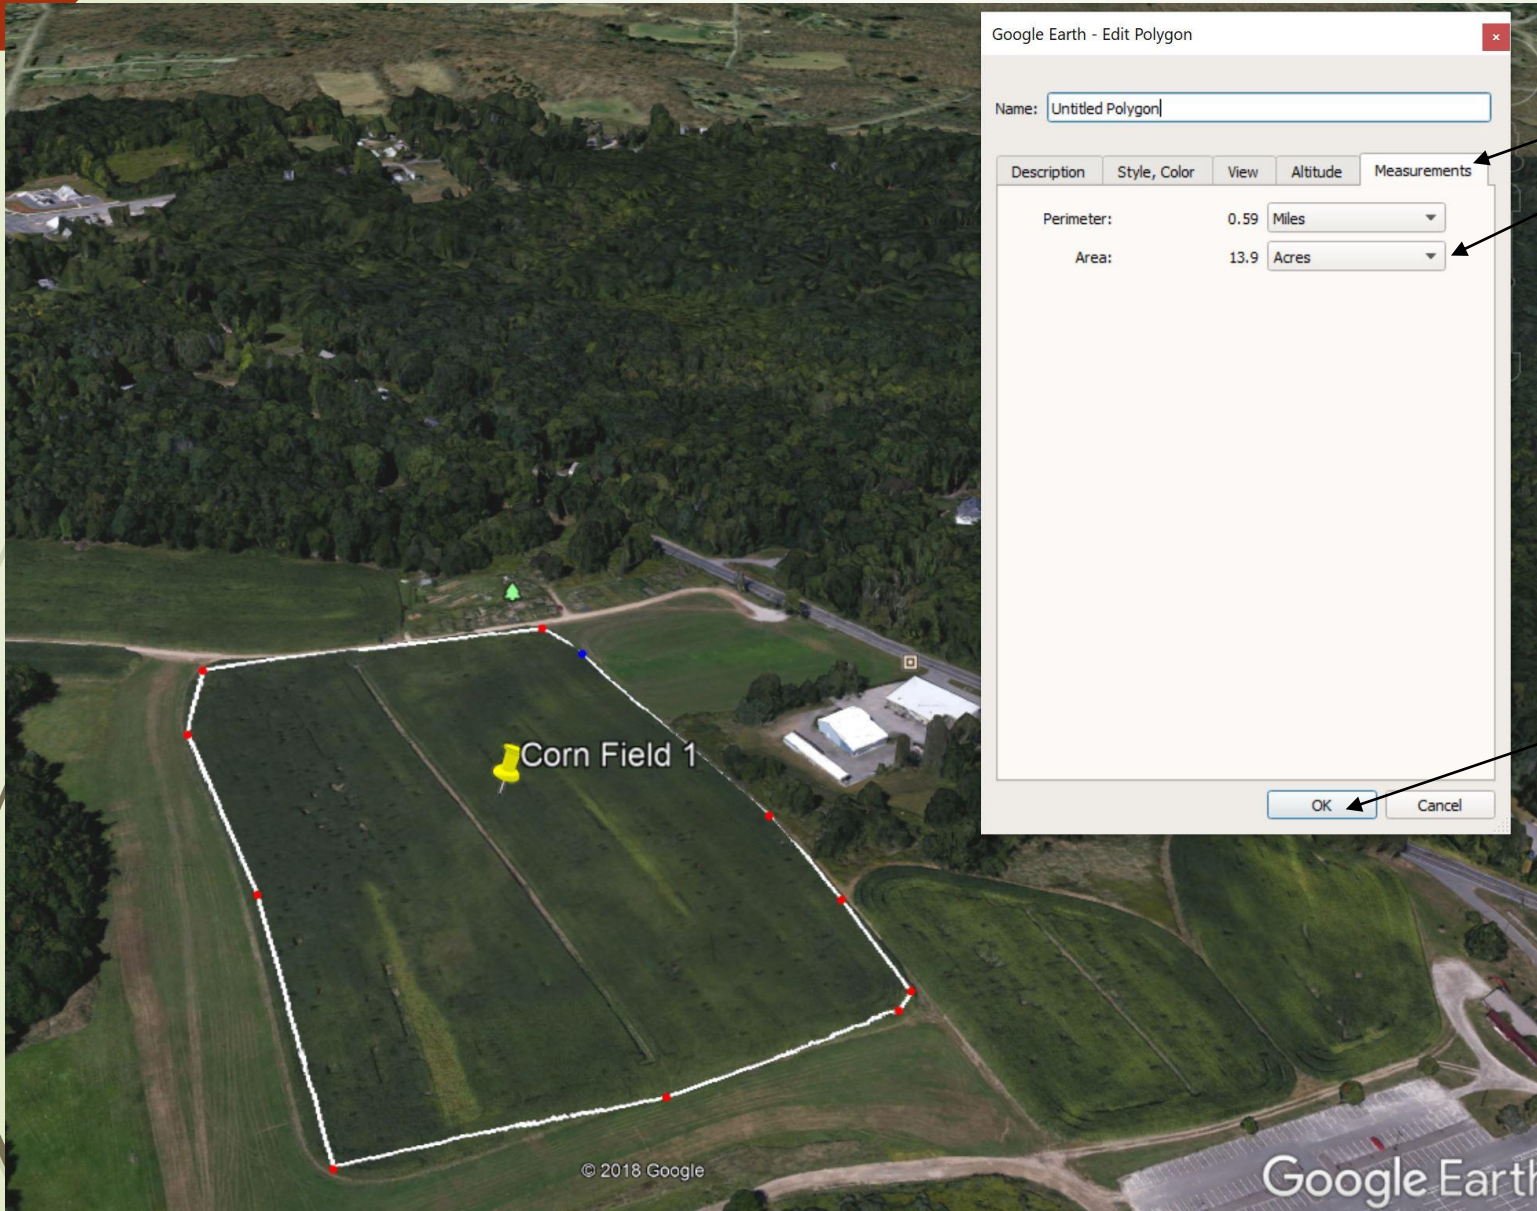 Google Earth - Edit Polygon
x
Name: Untitled Polygon
Description Style, Color View Altitude Measurements
Perimeter: 0.59 Miles
Area: 13.9 Acres
OK Cancel
Corn Field 1
© 2018 Google
Google Earth